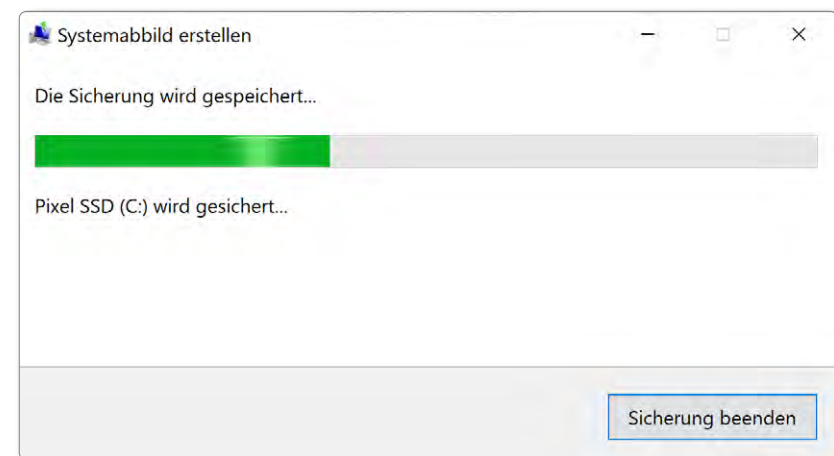 Systemabbild erstellen
Die Sicherung wird gespeichert...
Pixel SSD (C:) wird gesichert...
Sicherung beenden